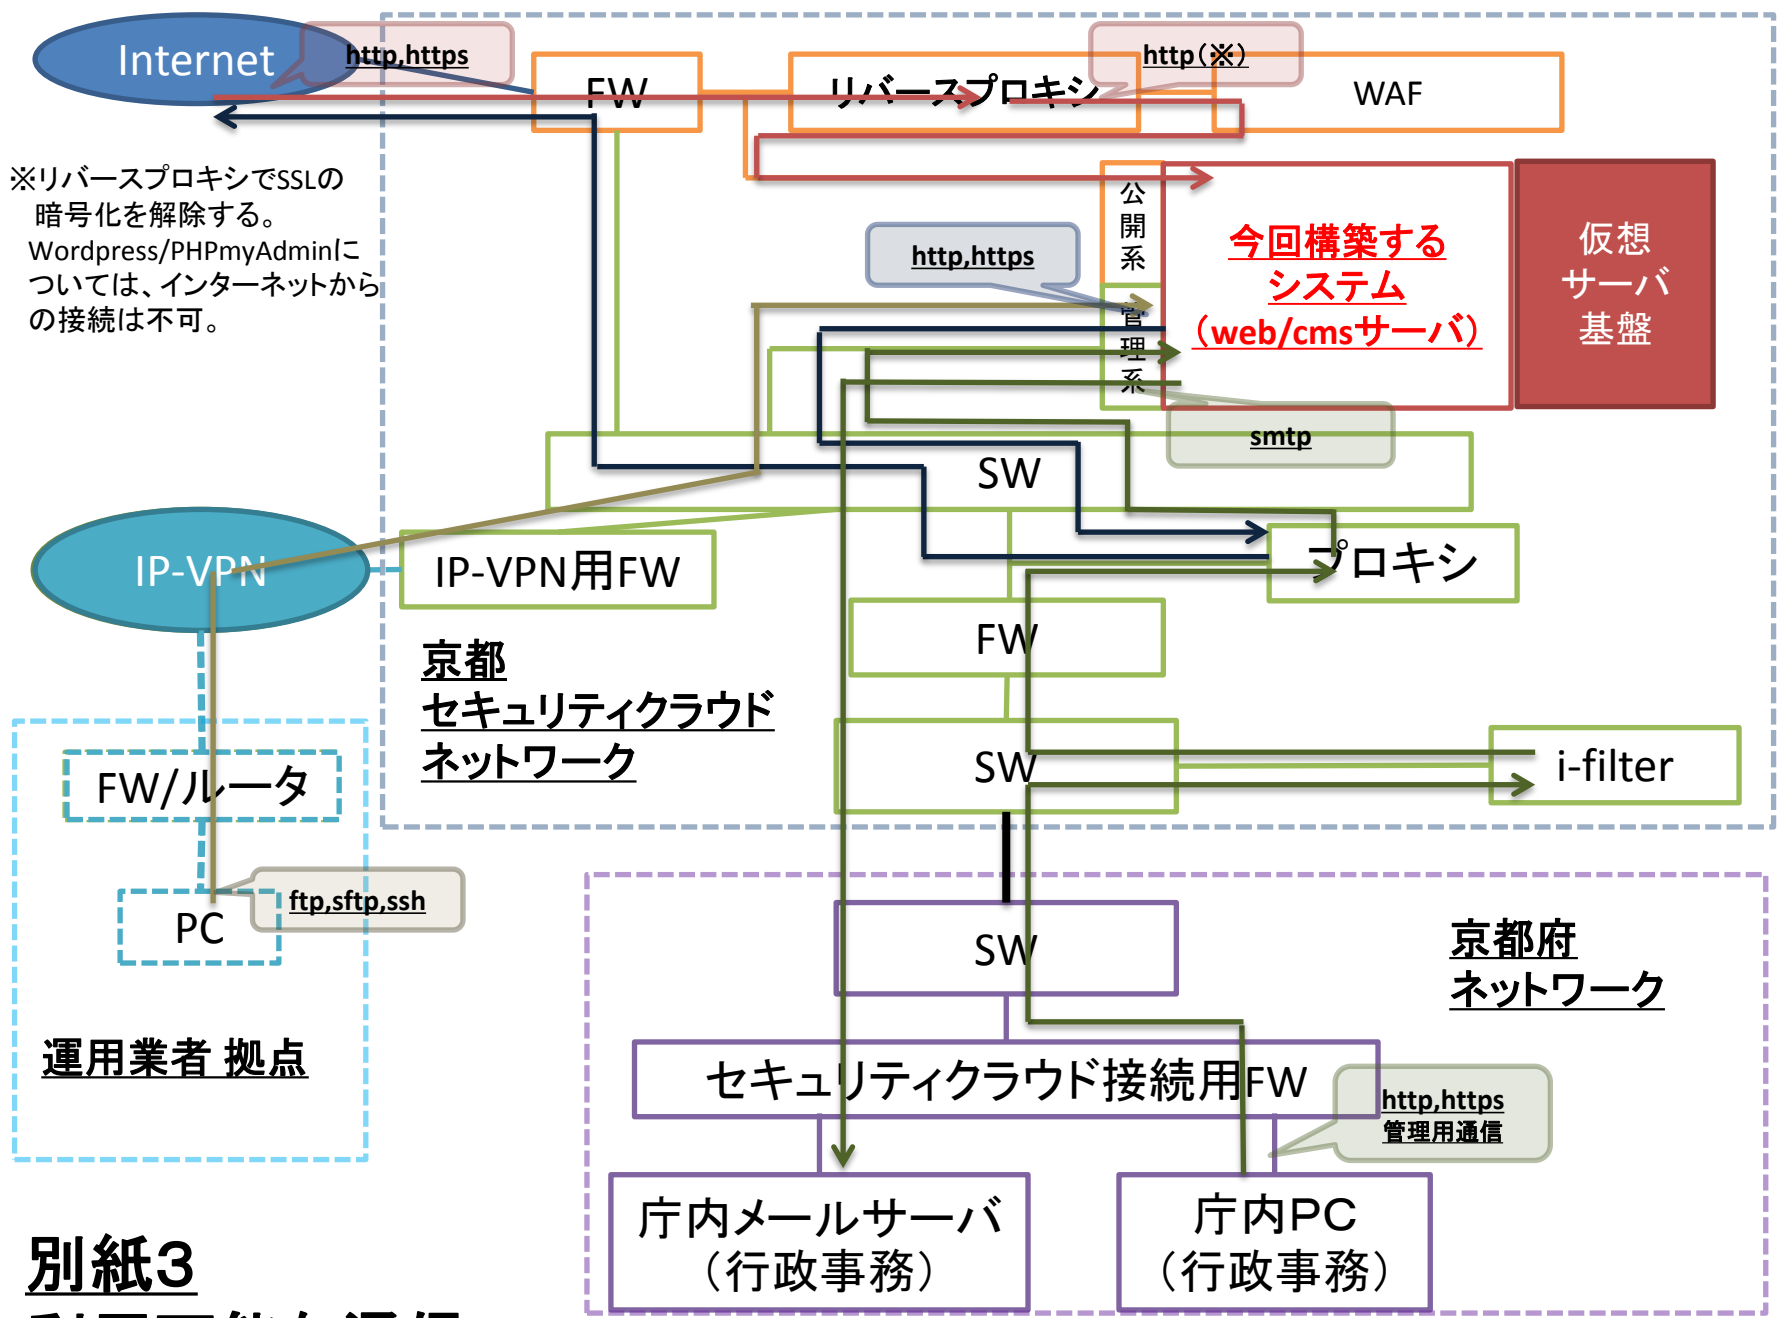 Internet
http,https
FW
リバースプロキシ
http(※)
WAF
※リバースプロキシでSSLの
暗号化を解除する。
Wordpress/PHPmyAdminに
ついては、インターネットから
の接続は不可。
公
開
系
管
理
系
http,https
今回構築する
システム
（web/cmsサーバ）
仮想
サーバ
基盤
smtp
SW
IP-VPN
IP-VPN用FW
プロキシ
FW
京都
セキュリティクラウド
ネットワーク
SW
i-filter
FW/ルータ
PC
ftp,sftp,ssh
運用業者 拠点
SW
京都府
ネットワーク
セキュリティクラウド接続用FW
http,https
管理用通信
庁内メールサーバ
（行政事務）
庁内PC
（行政事務）
別紙3